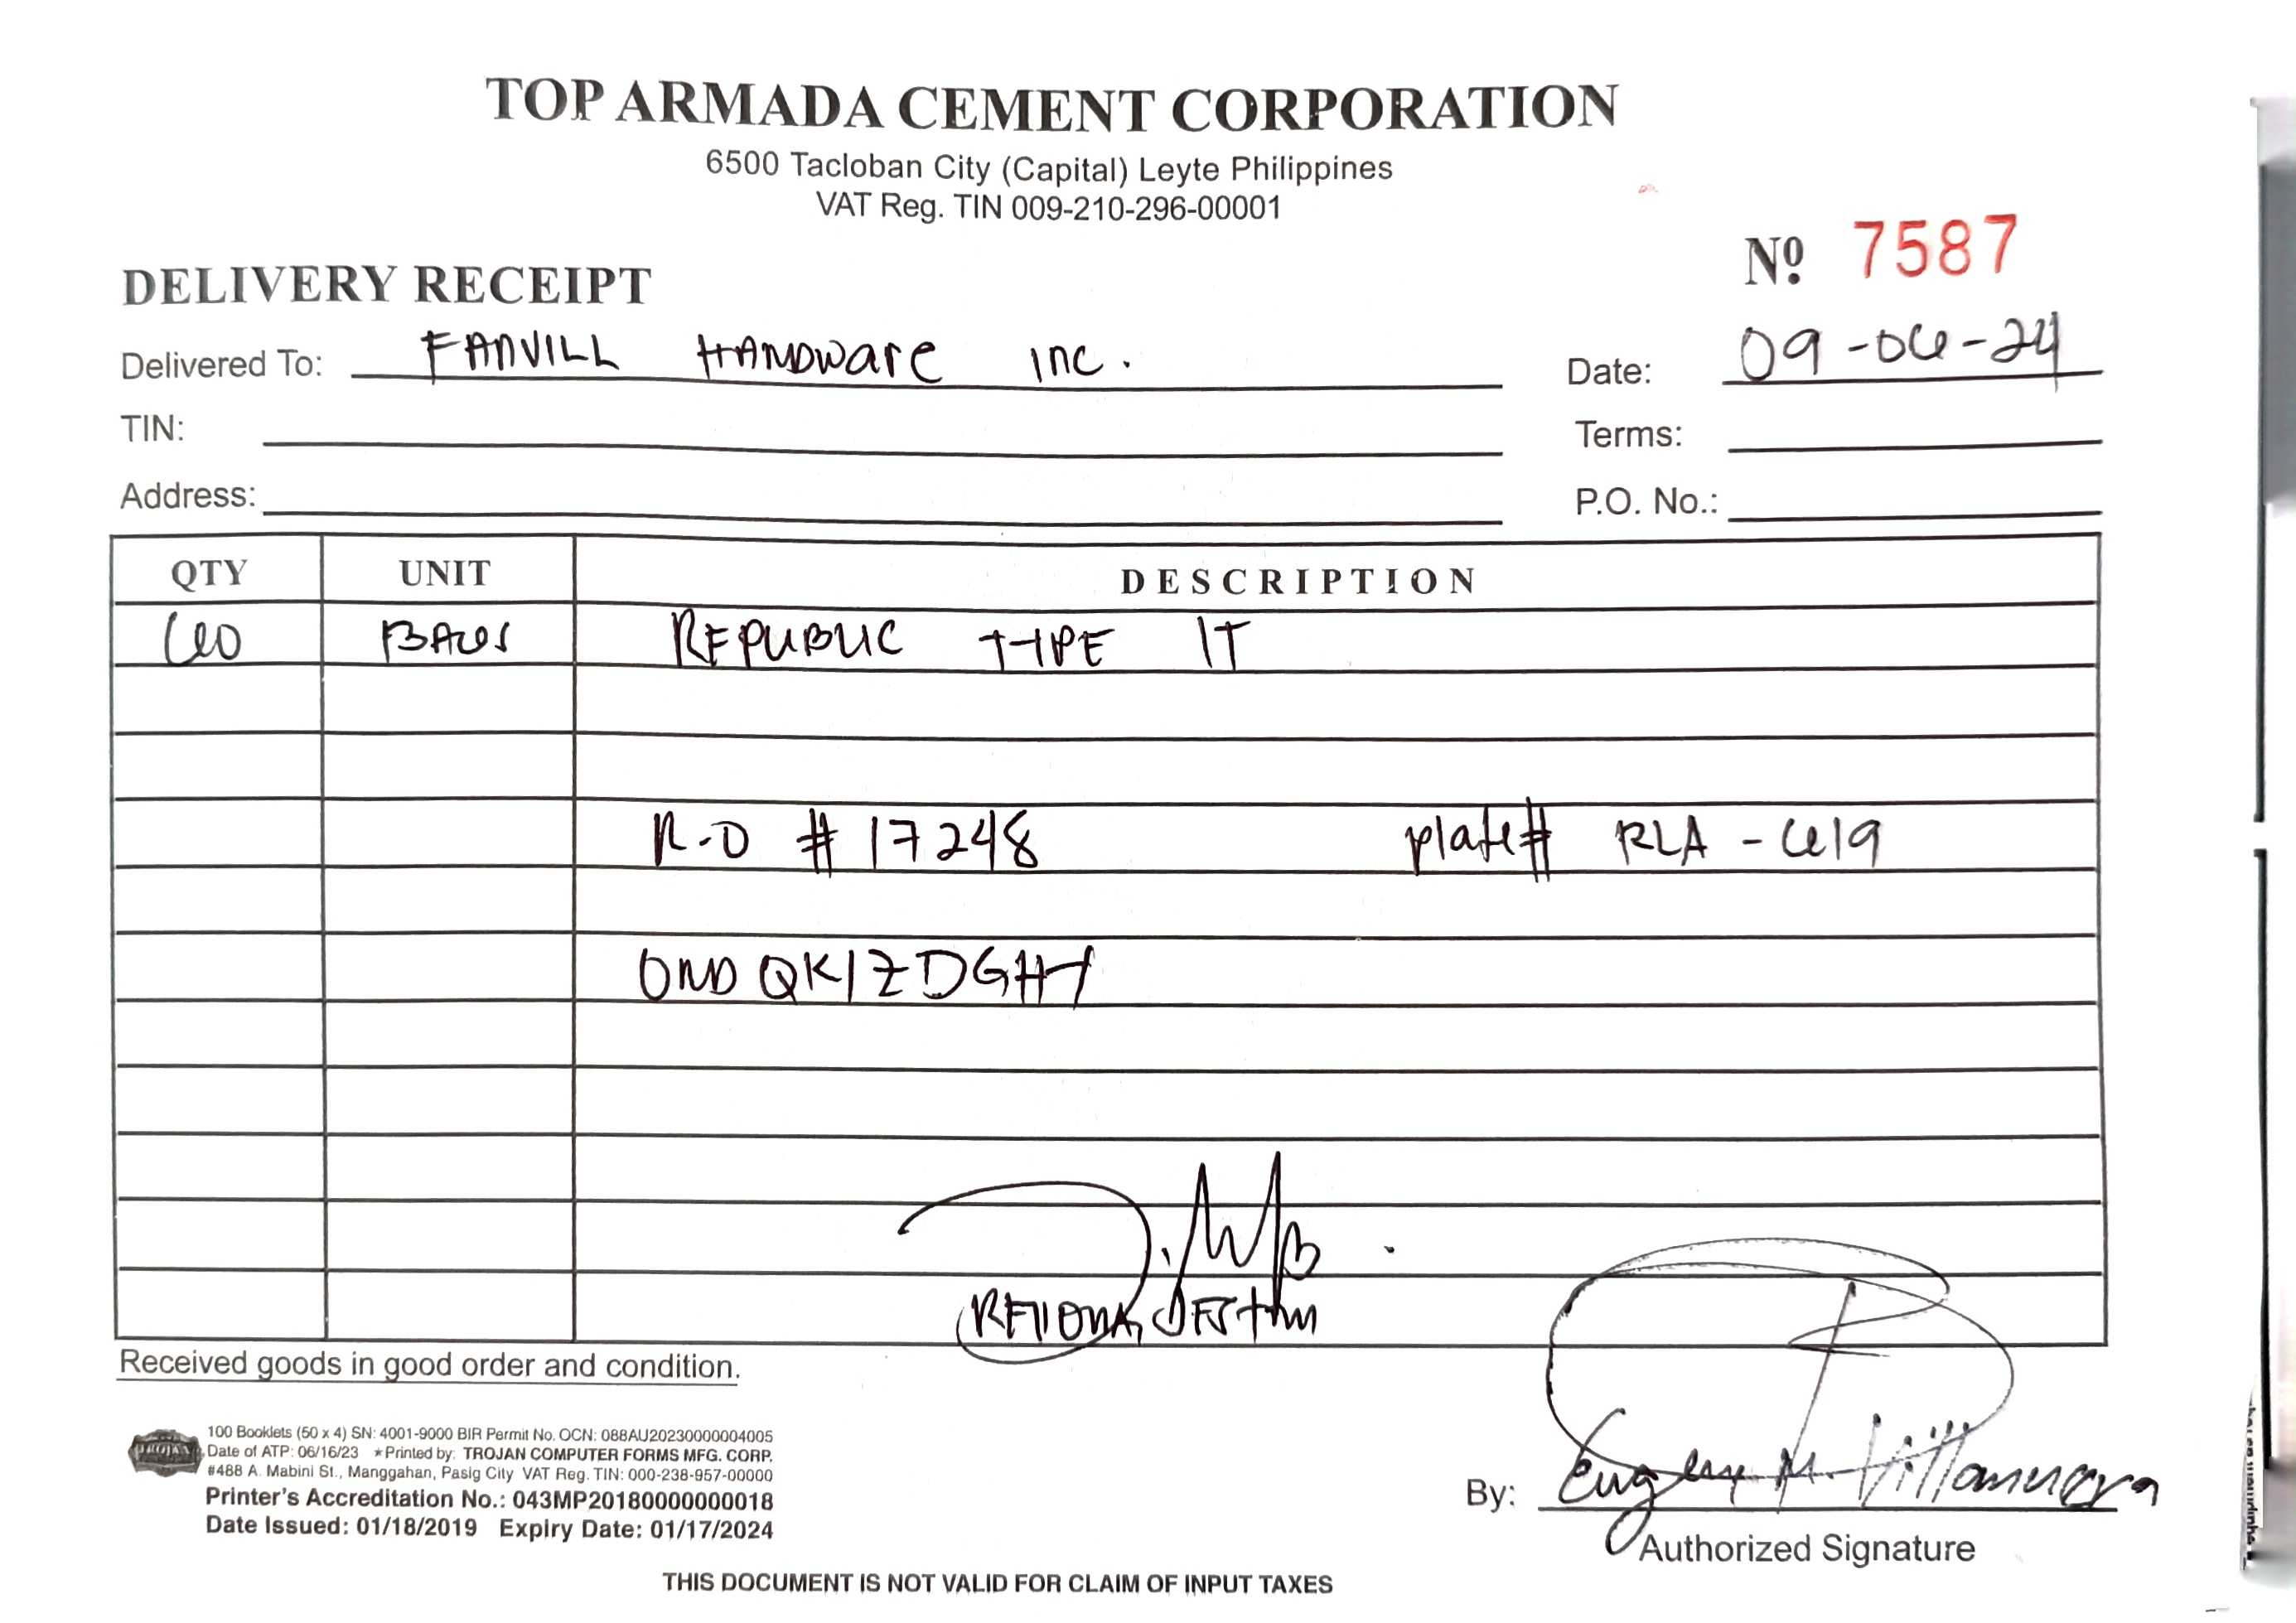 TOP ARMADA CEMENT CORPORATION
6500 Tacloban City (Capital) Leyte Philippines
VAT Reg. TIN 009-210-296-00001
Nº 7587
DELIVERY RECEIPT
Delivered To: FANVILL HARDWARE INC.
Date: 09-06-24
TIN:
Terms:
Address:
P.O. No.:
QTY UNIT DESCRIPTION
60 BAGS REPUBLIC TYPE 1T
R.O # 17248 plate# RLA-619
OND QK1ZDGHY
Received goods in good order and condition.
TROJAN
100 Booklets (50 x 4) SN: 4001-9000 BIR Permit No. OCN: 088AU20230000004005
Date of ATP: 06/16/23 ★Printed by: TROJAN COMPUTER FORMS MFG. CORP.
#488 A. Mabini St., Manggahan, Pasig City VAT Reg. TIN: 000-238-957-00000
Printer's Accreditation No.: 043MP20180000000018
Date Issued: 01/18/2019 Expiry Date: 01/17/2024
By: M. Villanueva
Authorized Signature
THIS DOCUMENT IS NOT VALID FOR CLAIM OF INPUT TAXES